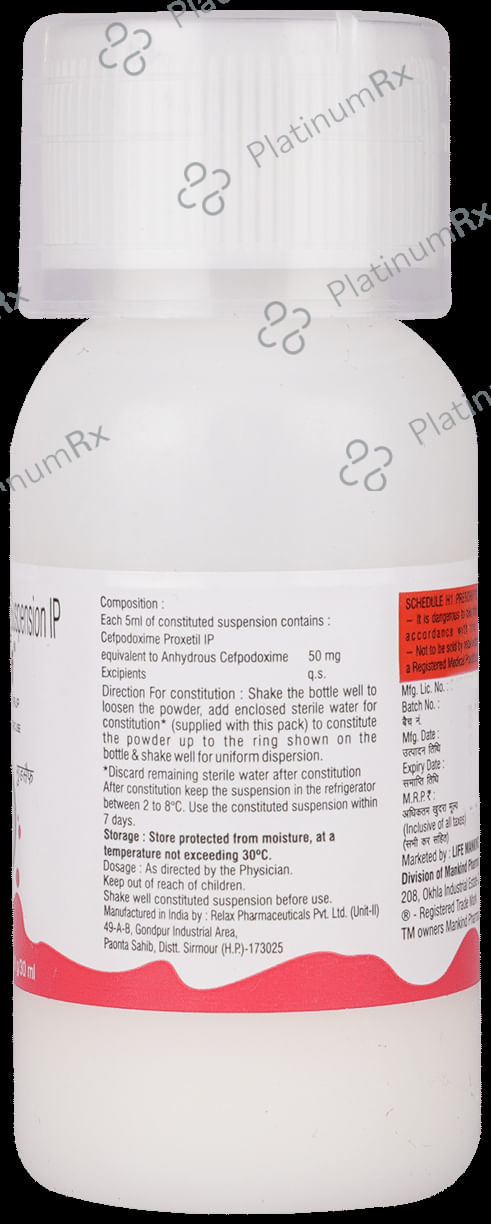 PlatinumRx
PlatinumRx
PlatinumRx
spension IP
30 ml
Composition :
Each 5ml of constituted suspension contains :
Cefpodoxime Proxetil IP
equivalent to Anhydrous Cefpodoxime 50 mg
Excipients q.s.
Direction For constitution : Shake the bottle well to
loosen the powder, add enclosed sterile water for
constitution* (supplied with this pack) to constitute
the powder up to the ring shown on the
bottle & shake well for uniform dispersion.
*Discard remaining sterile water after constitution
After constitution keep the suspension in the refrigerator
between 2 to 8ºC. Use the constituted suspension within
7 days.
Storage : Store protected from moisture, at a
temperature not exceeding 30ºC.
Dosage : As directed by the Physician.
Keep out of reach of children.
Shake well constituted suspension before use.
Manufactured in India by : Relax Pharmaceuticals Pvt. Ltd. (Unit-II)
49-A-B, Gondpur Industrial Area,
Paonta Sahib, Distt. Sirmour (H.P.)-173025
SCHEDULE H1
– It is dangerous to
accordance with
– Not to be sold by
a Registered Medical
Mfg. Lic. No. :
Batch No. :
बैच नं.
Mfg. Date :
उत्पादन तिथि
Expiry Date :
समाप्ति तिथि
M.R.P. ₹ :
अधिकतम खुदरा मूल्य
(Inclusive of all taxes)
(सभी कर सहित)
Marketed by : LIFE
Division of Mankind
208, Okhla Industrial
® - Registered Trade
TM owners Mankind